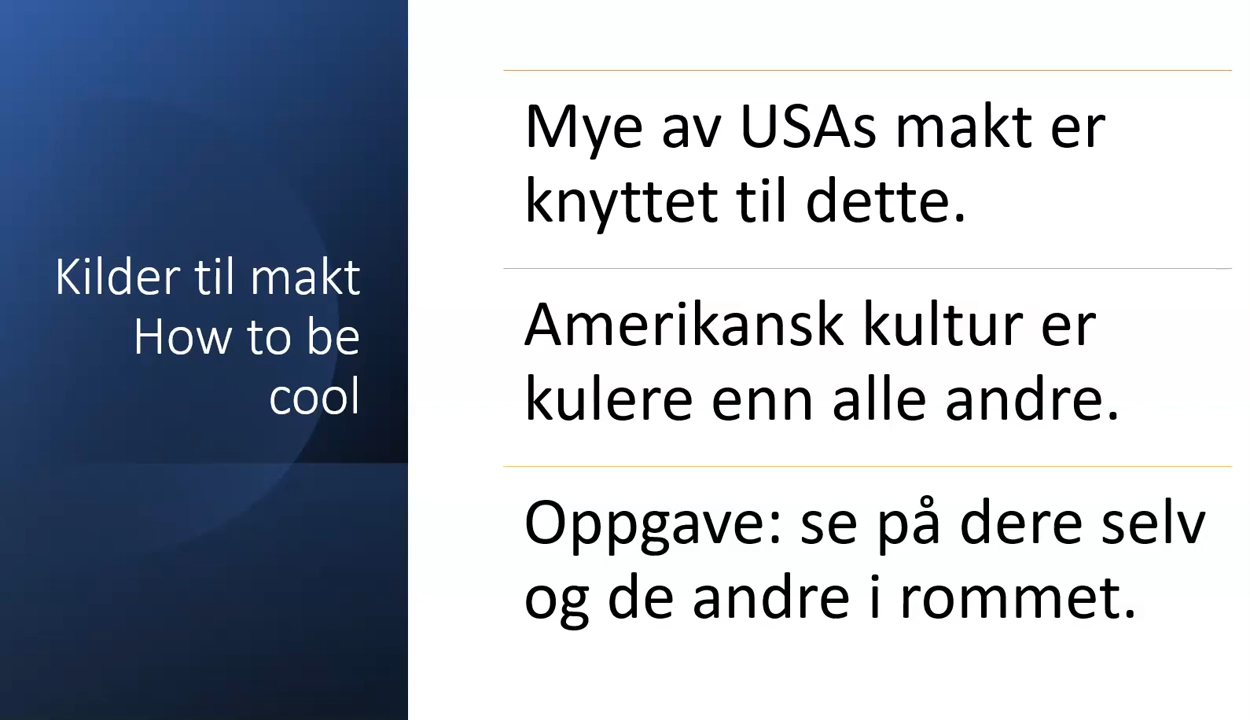 Kilder til makt
How to be
cool
Mye av USAs makt er
knyttet til dette.
Amerikansk kultur er
kulere enn alle andre.
Oppgave: se på dere selv
og de andre i rommet.